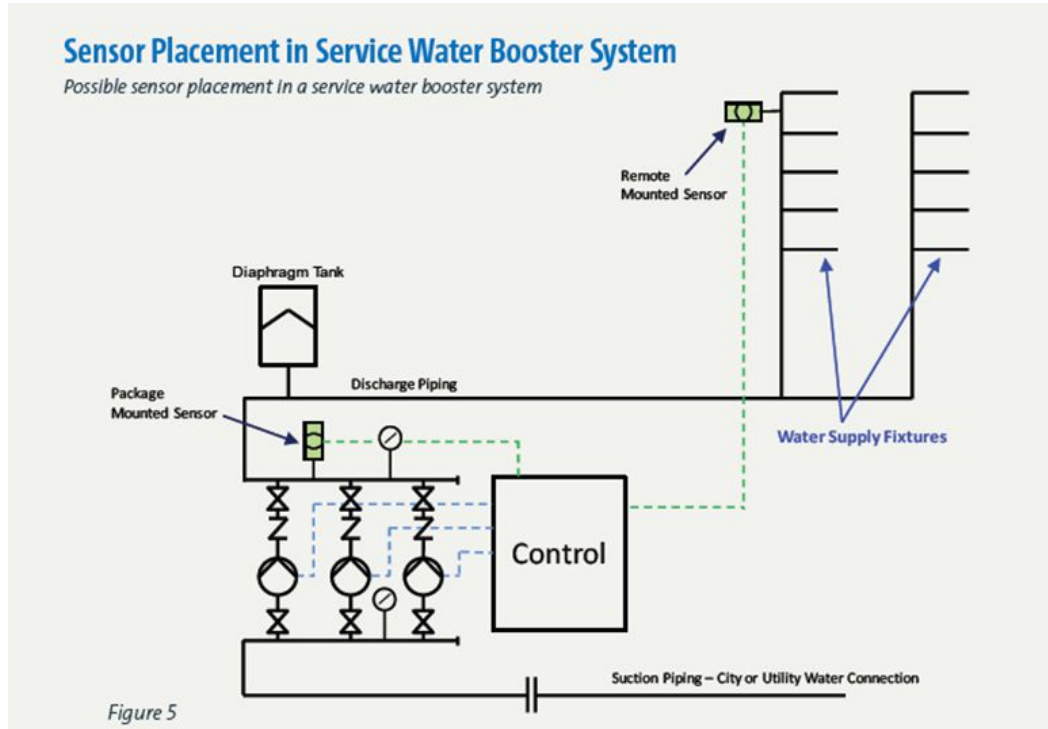 Sensor Placement in Service Water Booster System
Possible sensor placement in a service water booster system
Remote
Mounted Sensor
Diaphragm Tank
Discharge Piping
Package
Mounted Sensor
Water Supply Fixtures
Control
Suction Piping – City or Utility Water Connection
Figure 5